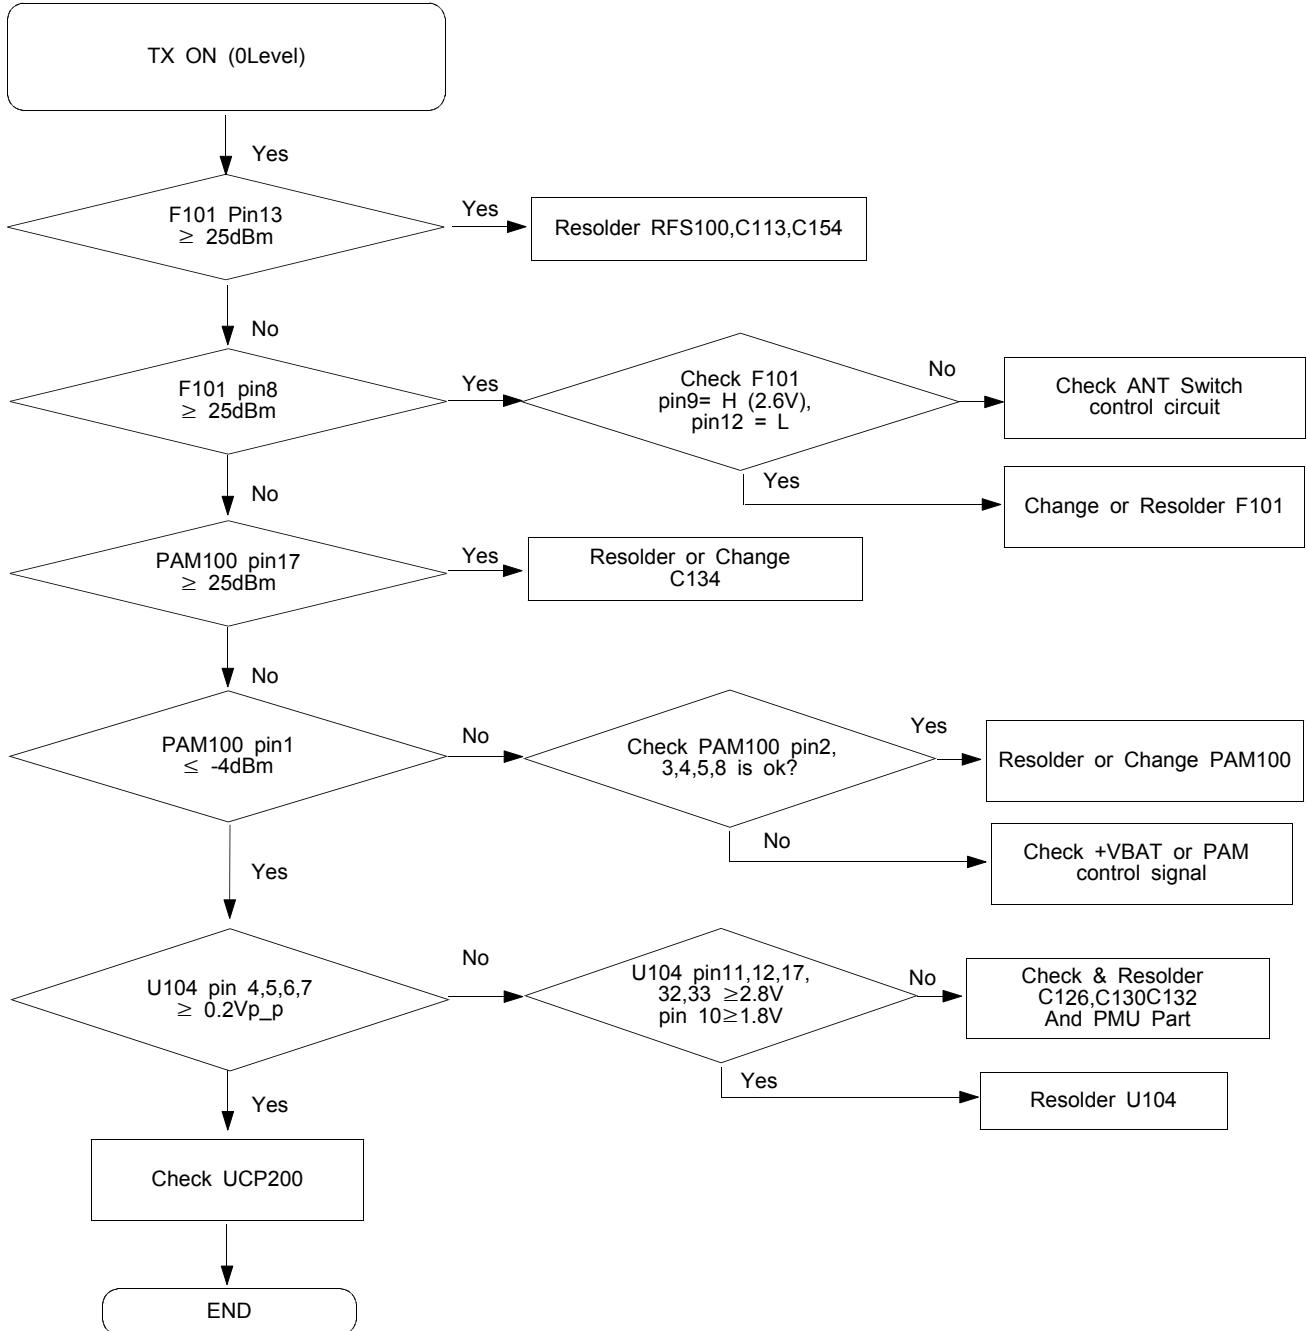 TX ON (0Level)
Yes
F101 Pin13
≥ 25dBm
Yes
Resolder RFS100,C113,C154
No
F101 pin8
≥ 25dBm
Yes
Check F101
pin9= H (2.6V),
pin12 = L
No
Check ANT Switch
control circuit
Yes
Change or Resolder F101
No
PAM100 pin17
≥ 25dBm
Yes
Resolder or Change
C134
No
PAM100 pin1
≤ -4dBm
No
Check PAM100 pin2,
3,4,5,8 is ok?
Yes
Resolder or Change PAM100
No
Check +VBAT or PAM
control signal
Yes
U104 pin 4,5,6,7
≥ 0.2Vp_p
No
U104 pin11,12,17,
32,33 ≥2.8V
pin 10≥1.8V
No
Check & Resolder
C126,C130C132
And PMU Part
Yes
Resolder U104
Yes
Check UCP200
END